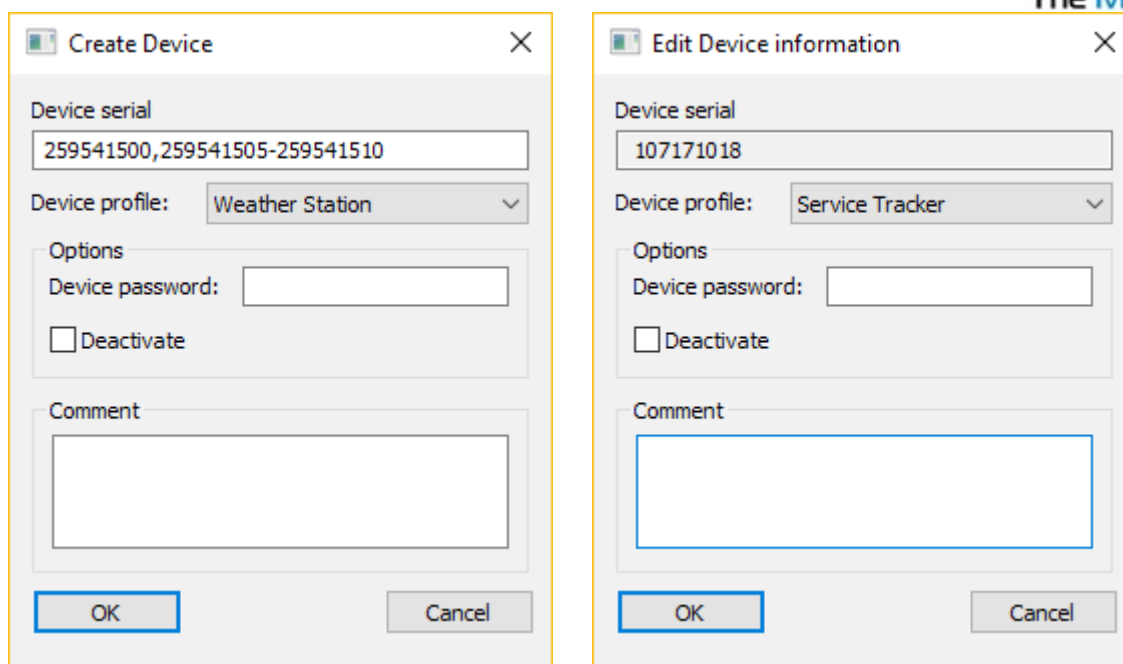 The M
Create Device
Device serial
259541500,259541505-259541510
Device profile: Weather Station
Options
Device password:
Deactivate
Comment
OK Cancel
Edit Device information
Device serial
107171018
Device profile: Service Tracker
Options
Device password:
Deactivate
Comment
OK Cancel